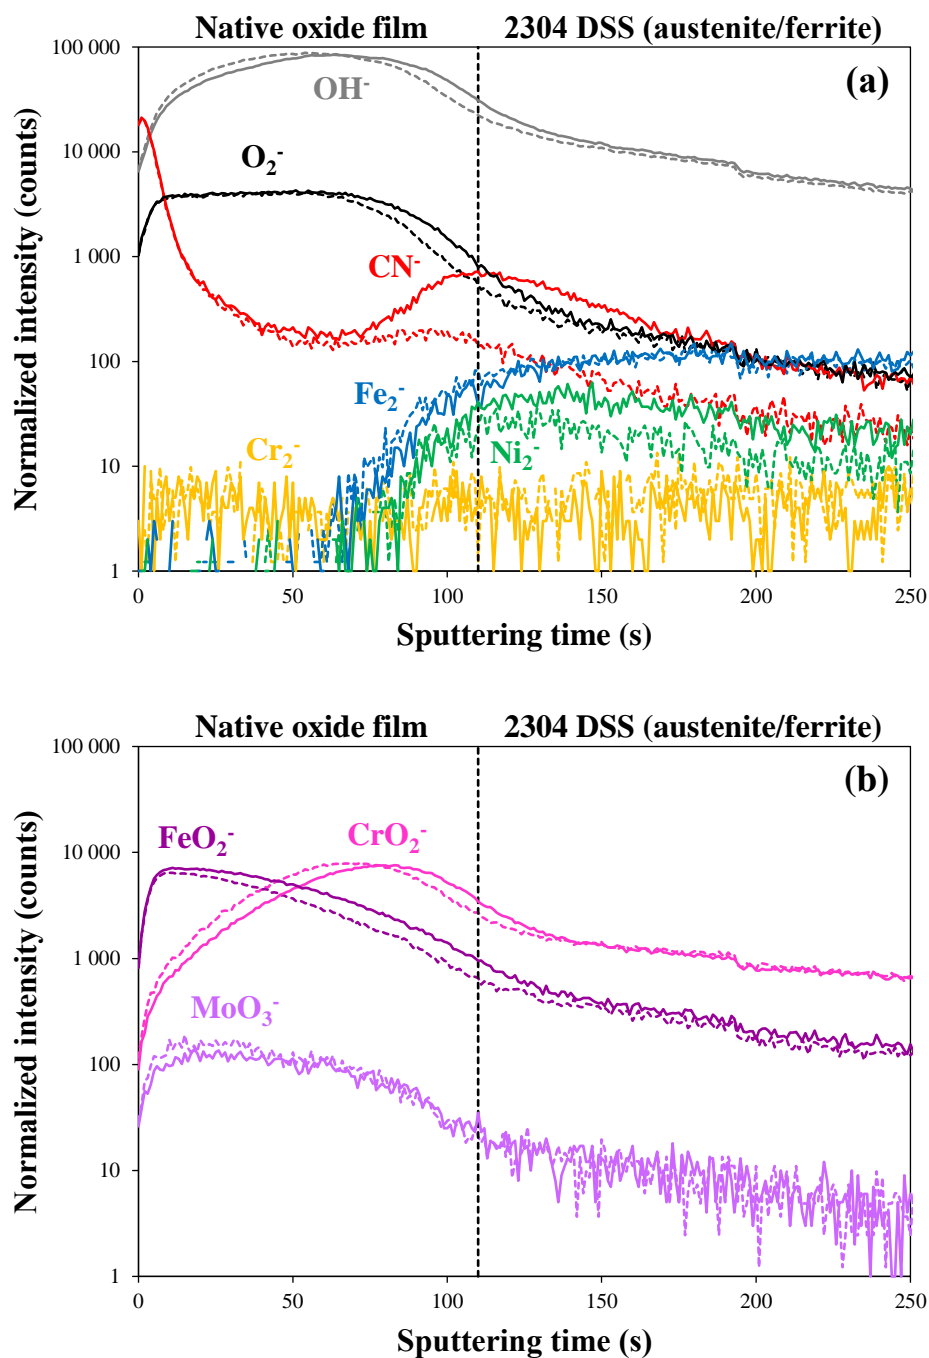 Native oxide film 2304 DSS (austenite/ferrite)
100 000
10 000
1 000
100
10
1
Normalized intensity (counts)
(a)
OH⁻
O₂⁻
CN⁻
Fe₂⁻
Ni₂⁻
Cr₂⁻
0 50 100 150 200 250
Sputtering time (s)
Native oxide film 2304 DSS (austenite/ferrite)
100 000
10 000
1 000
100
10
1
Normalized intensity (counts)
(b)
FeO₂⁻
CrO₂⁻
MoO₃⁻
0 50 100 150 200 250
Sputtering time (s)